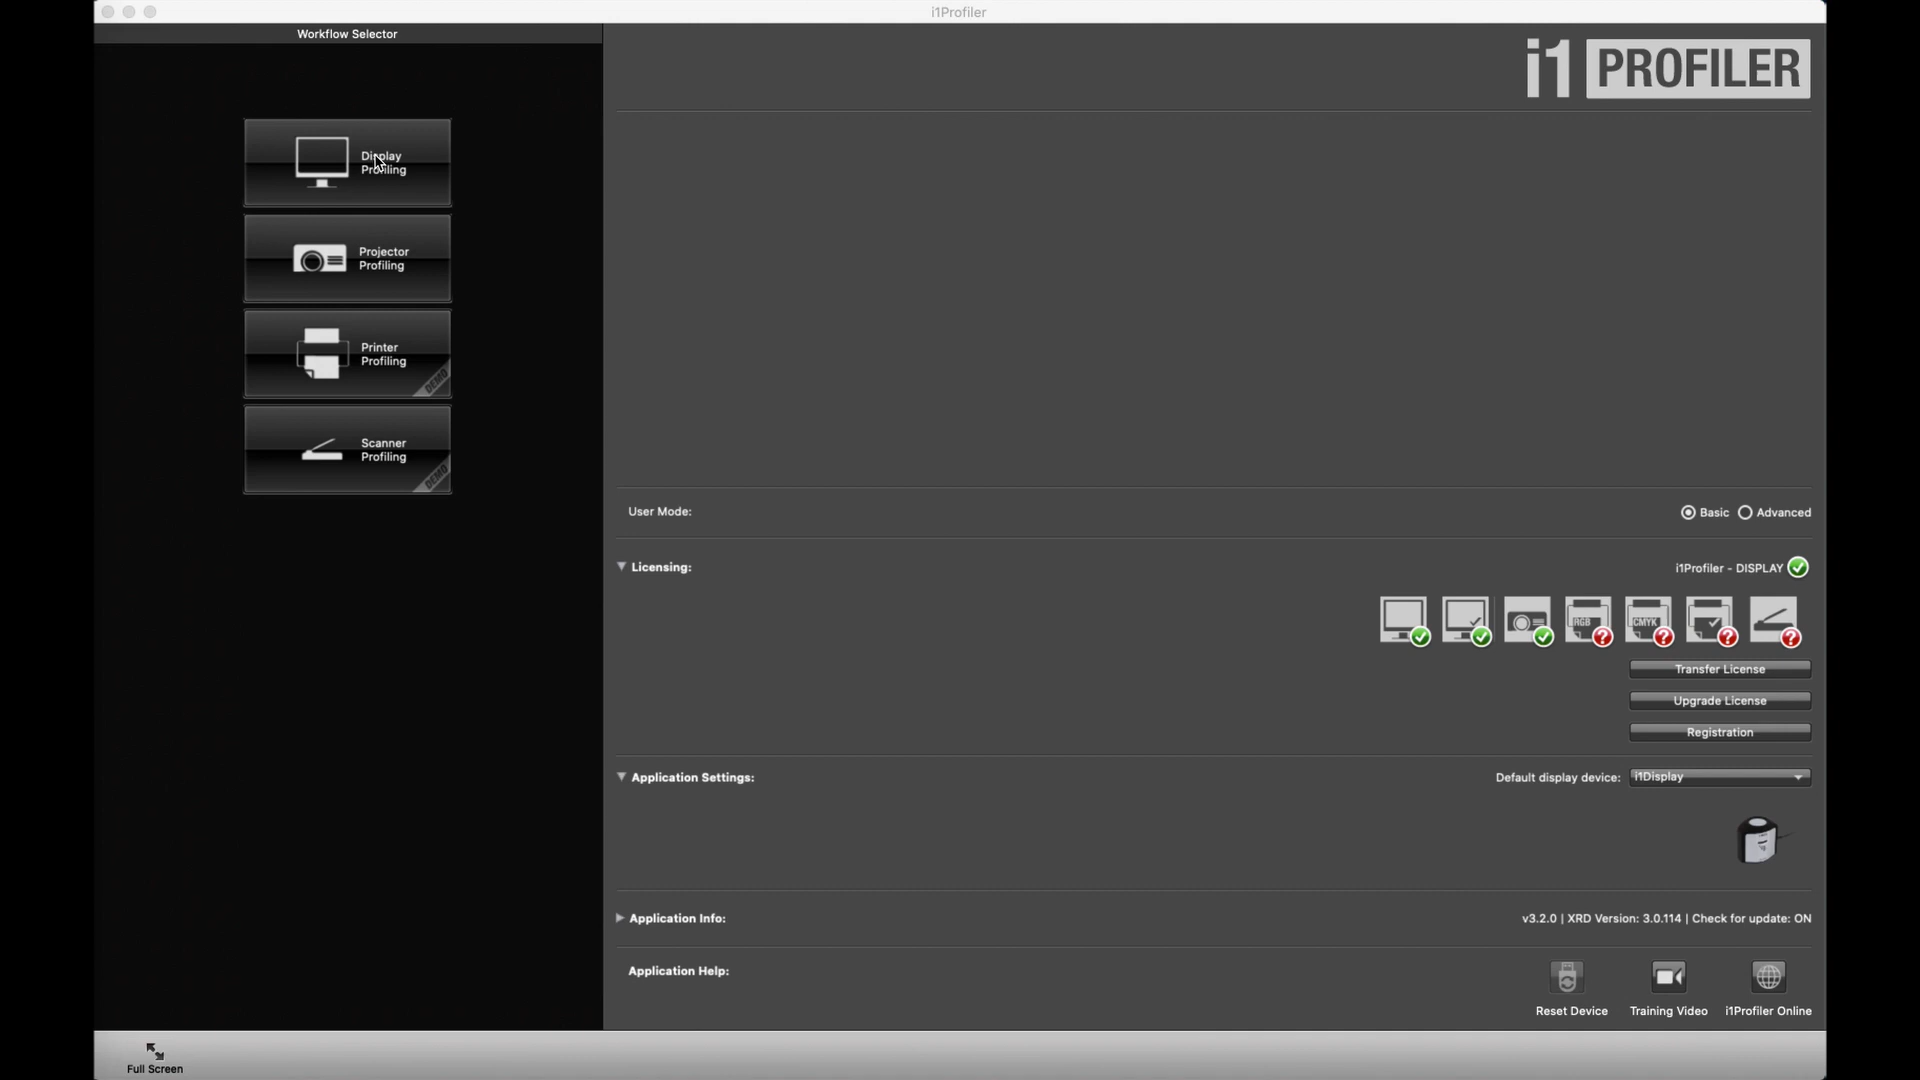 i1Profiler
Workflow Selector
i1 PROFILER
Display
Profiling
Projector
Profiling
Printer
Profiling
DEMO
Scanner
Profiling
DEMO
User Mode:
Basic
Advanced
Licensing:
i1Profiler - DISPLAY
RGB
CMYK
Transfer License
Upgrade License
Registration
Application Settings:
Default display device:
i1Display
Application Info:
v3.2.0 | XRD Version: 3.0.114 | Check for update: ON
Application Help:
Reset Device
Training Video
i1Profiler Online
Full Screen